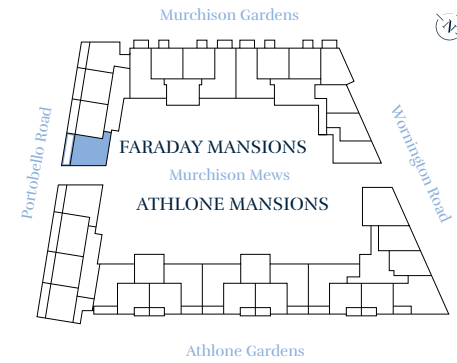 Murchison Gardens
N
Portobello Road
Wornington Road
FARADAY MANSIONS
Murchison Mews
ATHLONE MANSIONS
Athlone Gardens